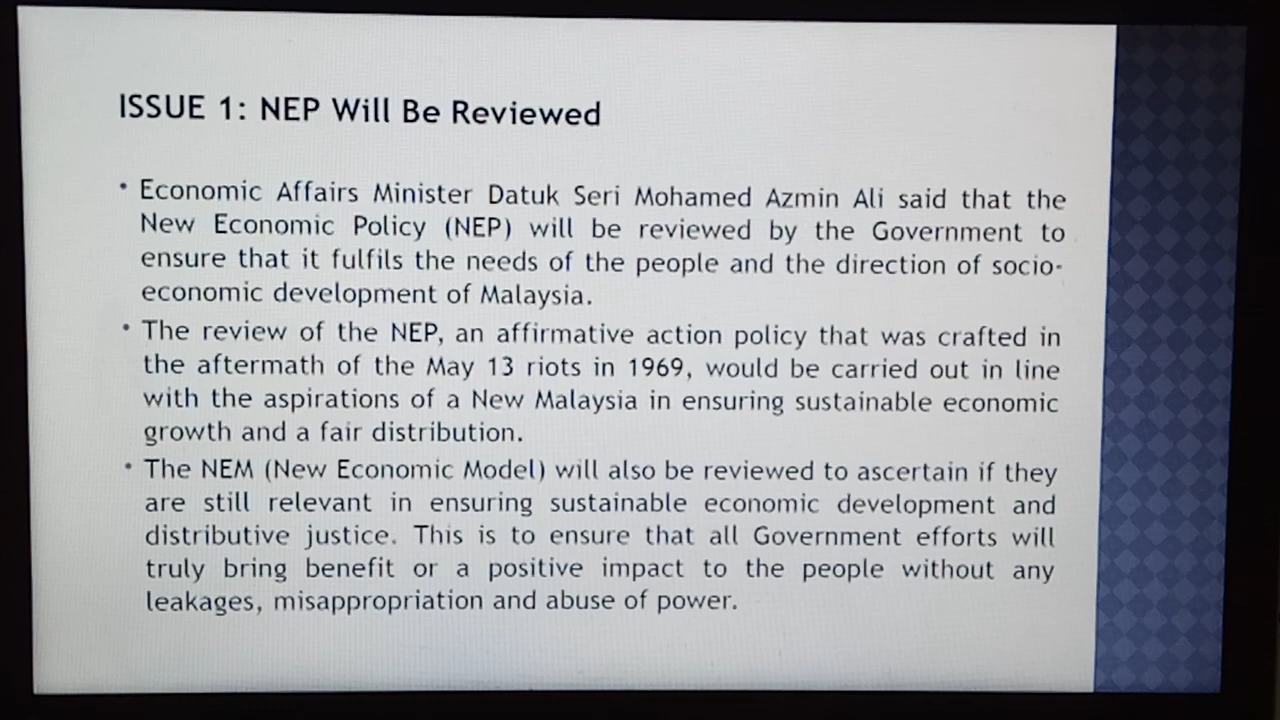 ISSUE 1: NEP Will Be Reviewed
• Economic Affairs Minister Datuk Seri Mohamed Azmin Ali said that the
New Economic Policy (NEP) will be reviewed by the Government to
ensure that it fulfils the needs of the people and the direction of socio-
economic development of Malaysia.
• The review of the NEP, an affirmative action policy that was crafted in
the aftermath of the May 13 riots in 1969, would be carried out in line
with the aspirations of a New Malaysia in ensuring sustainable economic
growth and a fair distribution.
• The NEM (New Economic Model) will also be reviewed to ascertain if they
are still relevant in ensuring sustainable economic development and
distributive justice. This is to ensure that all Government efforts will
truly bring benefit or a positive impact to the people without any
leakages, misappropriation and abuse of power.